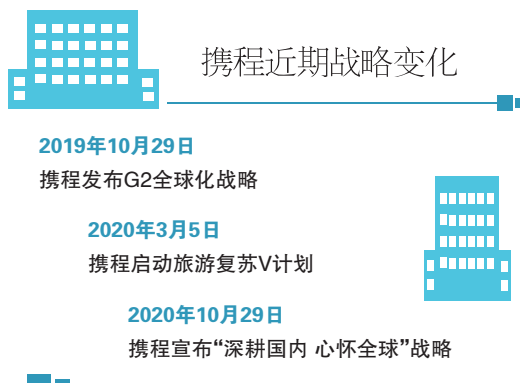 携程近期战略变化
2019年10月29日
携程发布G2全球化战略
2020年3月5日
携程启动旅游复苏V计划
2020年10月29日
携程宣布“深耕国内 心怀全球”战略